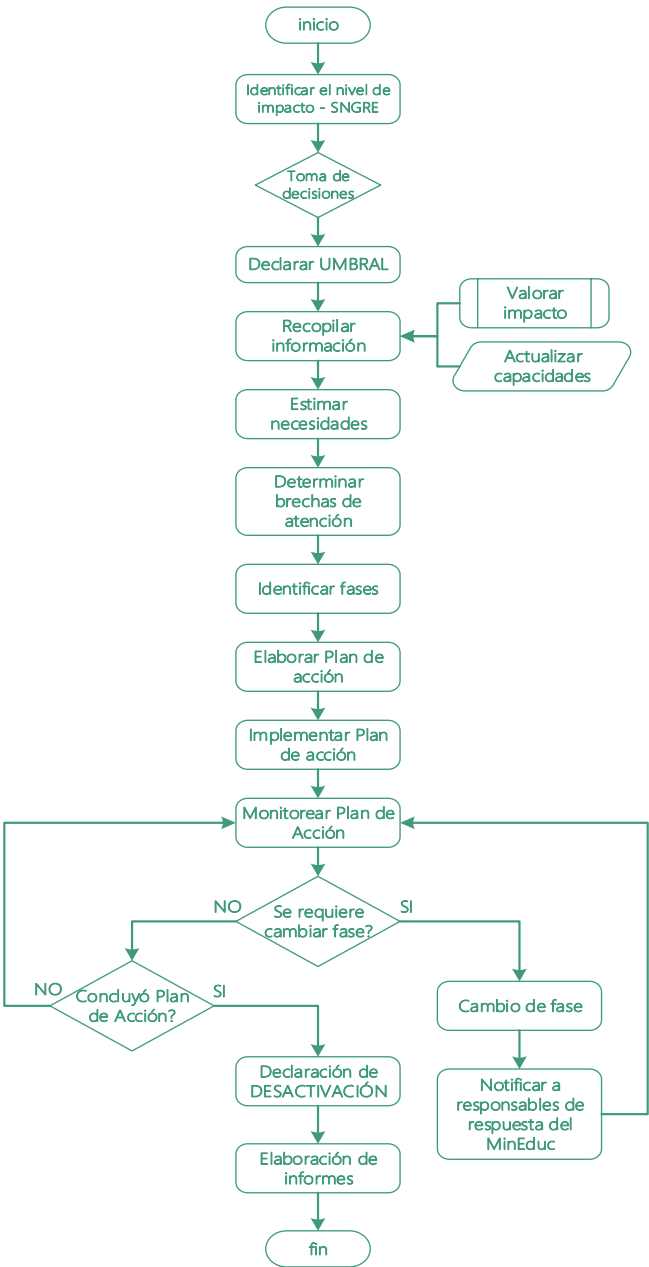 inicio
Identificar el nivel de
impacto - SNGRE
Toma de
decisiones
Declarar UMBRAL
Recopilar
información
Valorar
impacto
Actualizar
capacidades
Estimar
necesidades
Determinar
brechas de
atención
Identificar fases
Elaborar Plan de
acción
Implementar Plan
de acción
Monitorear Plan de
Acción
NO
Se requiere
cambiar fase?
SI
NO
Concluyó Plan
de Acción?
SI
Cambio de fase
Declaración de
DESACTIVACIÓN
Notificar a
responsables de
respuesta del
MinEduc
Elaboración de
informes
fin